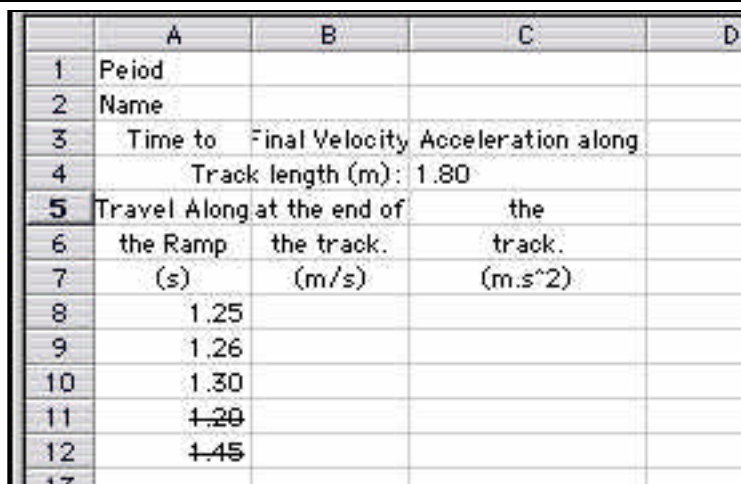 A B C D
1 Peiod
2 Name
3 Time to Final Velocity Acceleration along
4 Track length (m): 1.80
5 Travel Along at the end of the
6 the Ramp the track. track.
7 (s) (m/s) (m.s^2)
8 1.25
9 1.26
10 1.30
11 1.20
12 1.45